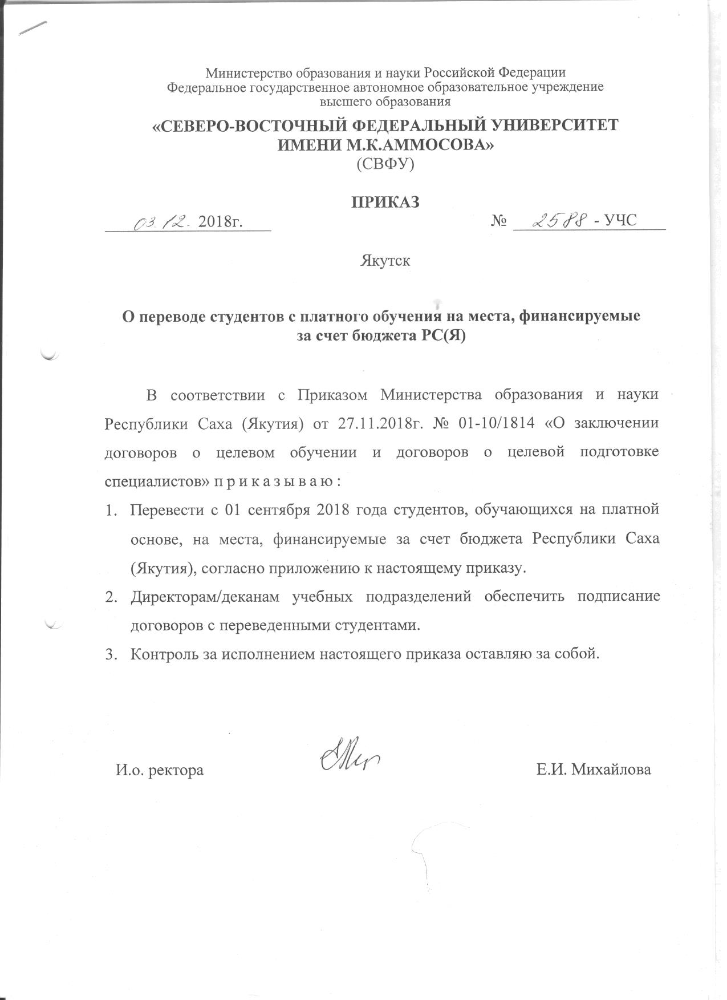 Министерство образования и науки Российской Федерации
Федеральное государственное автономное образовательное учреждение
высшего образования
«СЕВЕРО-ВОСТОЧНЫЙ ФЕДЕРАЛЬНЫЙ УНИВЕРСИТЕТ
ИМЕНИ М.К.АММОСОВА»
(СВФУ)
ПРИКАЗ
03.12. 2018г. № 2588 - УЧС
Якутск
О переводе студентов с платного обучения на места, финансируемые
за счет бюджета РС(Я)
В соответствии с Приказом Министерства образования и науки
Республики Саха (Якутия) от 27.11.2018г. № 01-10/1814 «О заключении
договоров о целевом обучении и договоров о целевой подготовке
специалистов» п р и к а з ы в а ю :
1. Перевести с 01 сентября 2018 года студентов, обучающихся на платной
основе, на места, финансируемые за счет бюджета Республики Саха
(Якутия), согласно приложению к настоящему приказу.
2. Директорам/деканам учебных подразделений обеспечить подписание
договоров с переведенными студентами.
3. Контроль за исполнением настоящего приказа оставляю за собой.
И.о. ректора Е.И. Михайлова